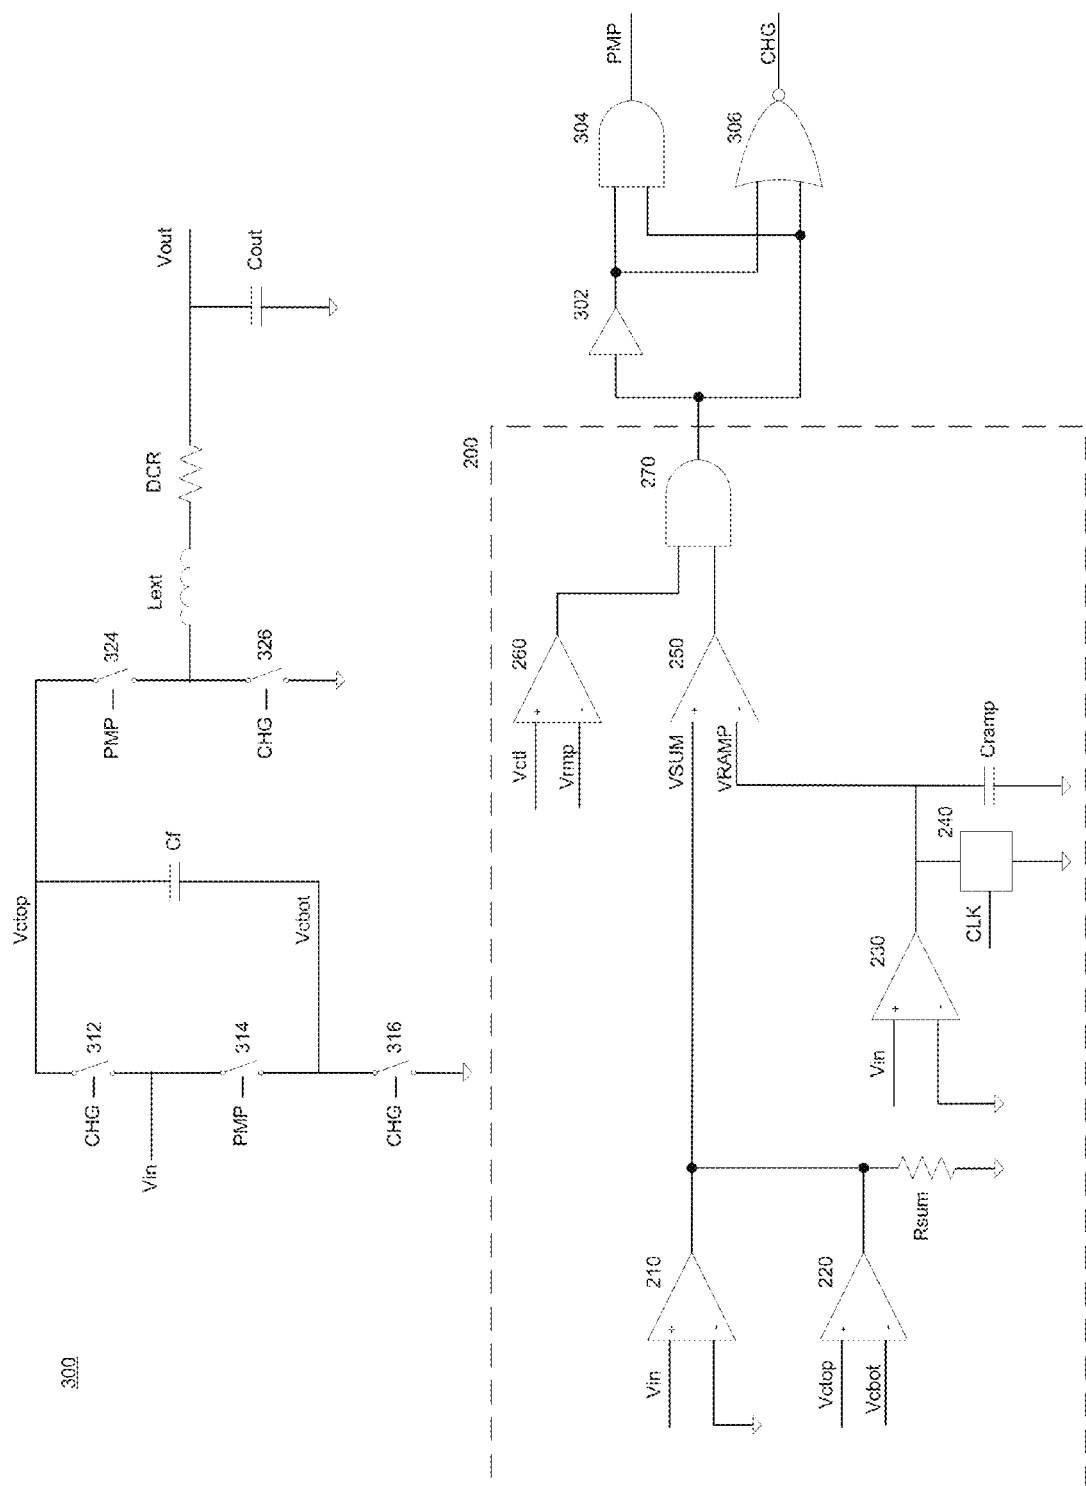 300
Vin
CHG
312
PMP
314
CHG
316
Vctop
Vcbot
Cf
PMP
324
CHG
326
Lext
DCR
Vout
Cout
200
Vin
+
-
210
Vctop
Vcbot
+
-
220
Rsum
Vin
+
-
230
CLK
240
Cramp
VSUM
VRAMP
+
-
250
Vctl
Vrmp
+
-
260
270
302
304
PMP
306
CHG